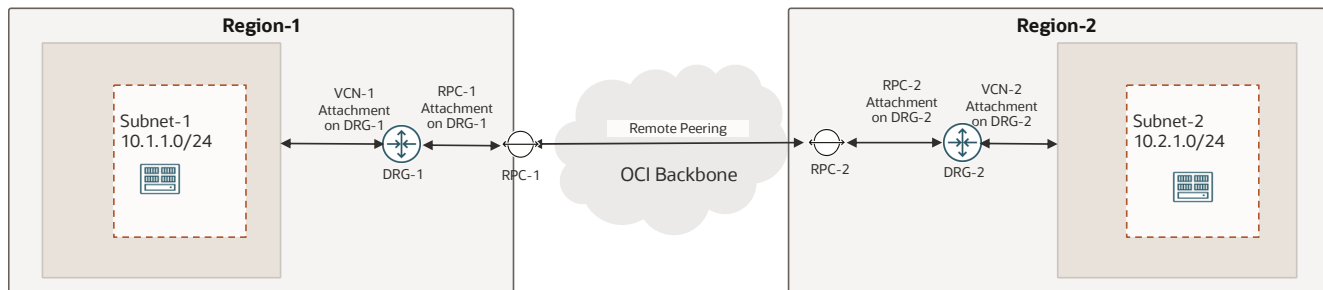 Region-1
Subnet-1
10.1.1.0/24
VCN-1
Attachment
on DRG-1
DRG-1
RPC-1
Attachment
on DRG-1
RPC-1
Remote Peering
OCI Backbone
Region-2
RPC-2
RPC-2
Attachment
on DRG-2
DRG-2
VCN-2
Attachment
on DRG-2
Subnet-2
10.2.1.0/24